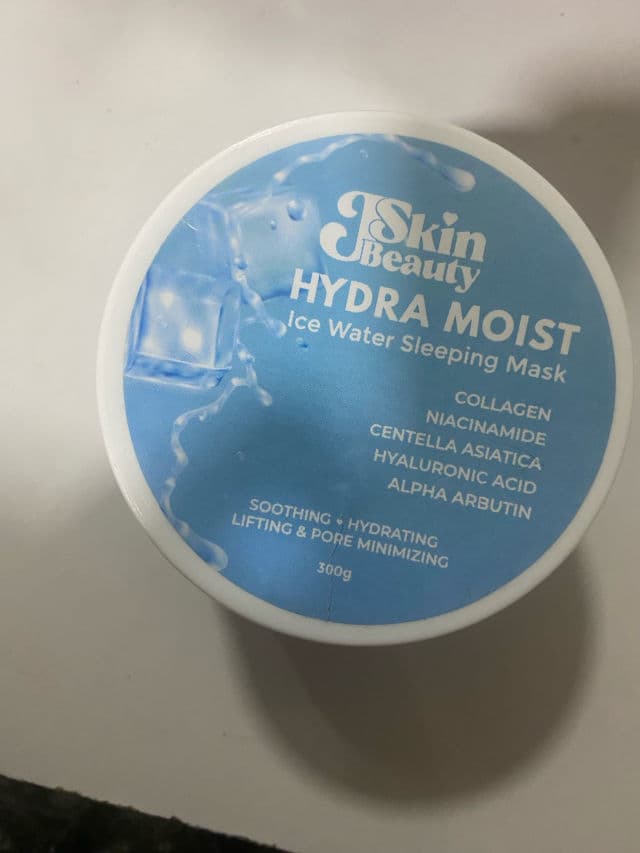 JSkin
Beauty
HYDRA MOIST
Ice Water Sleeping Mask
COLLAGEN
NIACINAMIDE
CENTELLA ASIATICA
HYALURONIC ACID
ALPHA ARBUTIN
SOOTHING ♥ HYDRATING
LIFTING & PORE MINIMIZING
300g